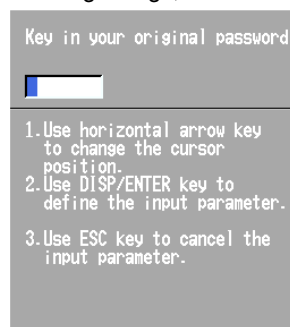 Key in your original password
1.Use horizontal arrow key
to change the cursor
position.
2.Use DISP/ENTER key to
define the input parameter.
3.Use ESC key to cancel the
input parameter.